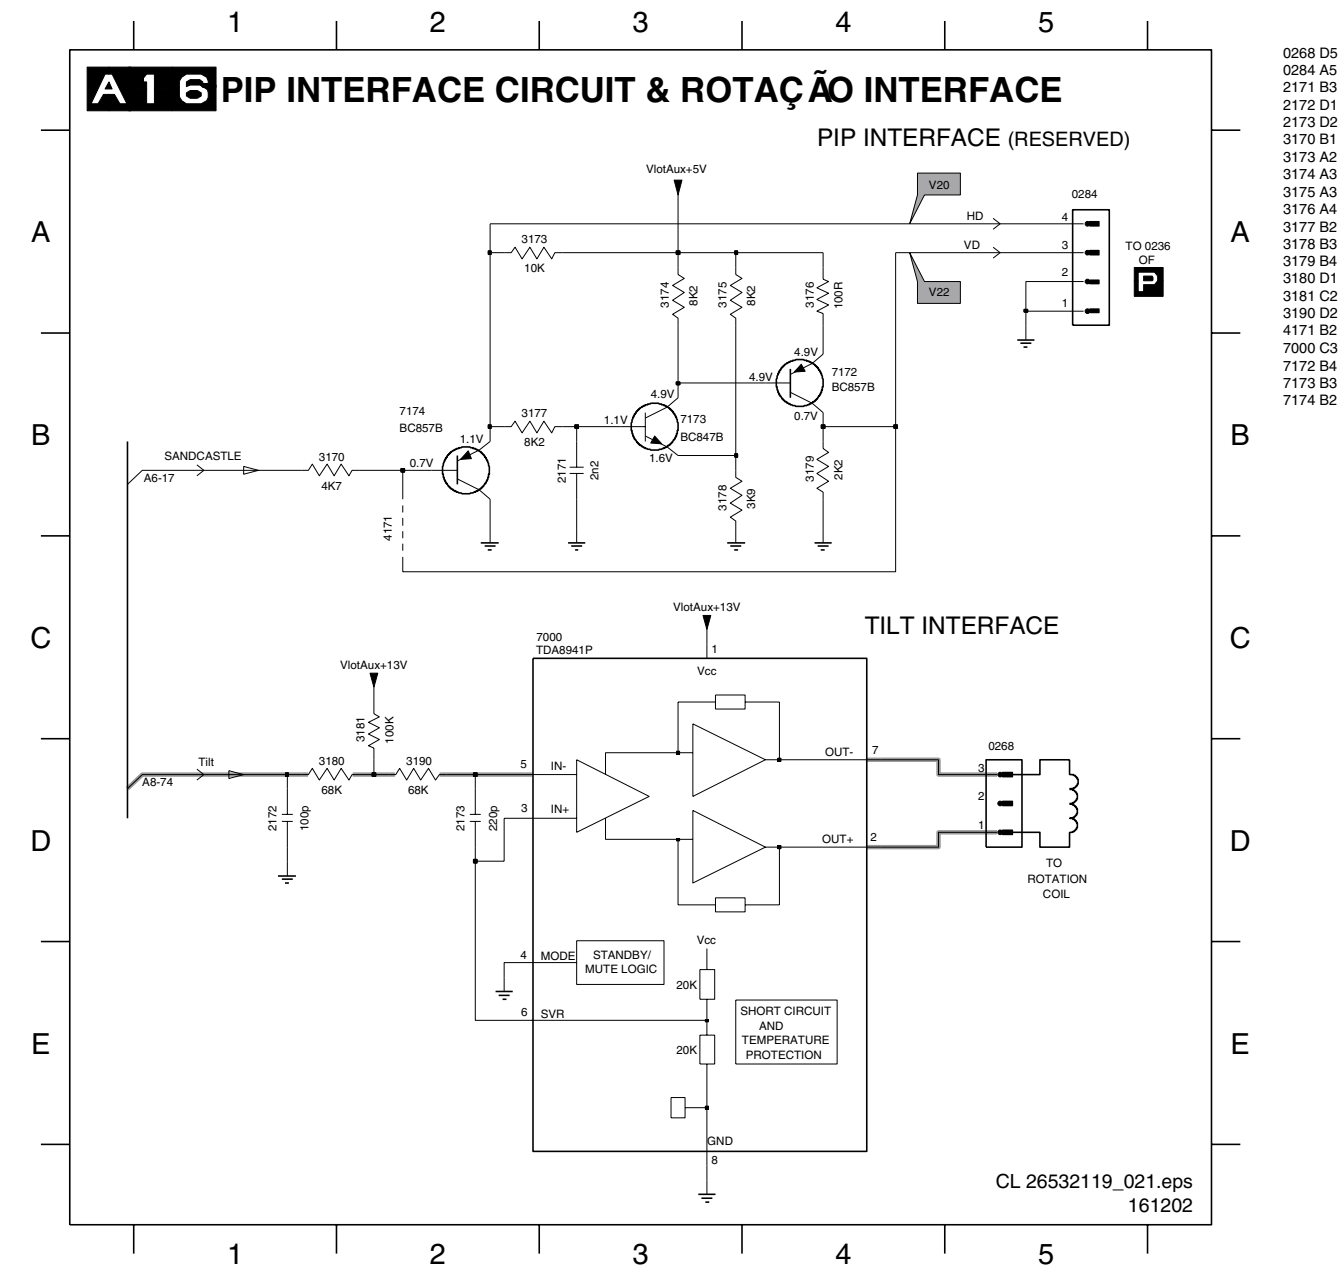 1 2 3 4 5
A16 PIP INTERFACE CIRCUIT & ROTAÇÃO INTERFACE
PIP INTERFACE (RESERVED)
0268 D5
0284 A5
2171 B3
2172 D1
2173 D2
3170 B1
3173 A2
3174 A3
3175 A3
3176 A4
3177 B2
3178 B3
3179 B4
3180 D1
3181 C2
3190 D2
4171 B2
7000 C3
7172 B4
7173 B3
7174 B2
VlotAux+5V
V20
0284
A
HD
4
A
3173
10K
VD
3
TO 0236
OF
P
3174
8K2
3175
8K2
3176
100R
V22
2
1
4.9V
7172
BC857B
4.9V
4.9V
0.7V
7174
BC857B
3177
8K2
1.1V
7173
BC847B
1.6V
B
B
1.1V
SANDCASTLE
A6-17
3170
4K7
0.7V
2171
2n2
3178
3K9
3179
2K2
4171
C
C
VlotAux+13V
TILT INTERFACE
7000
TDA8941P
1
Vcc
VlotAux+13V
3181
100K
Tilt
A8-74
3180
68K
3190
68K
5
IN-
OUT-
7
0268
3
2
1
2172
100p
2173
220p
3
IN+
OUT+
2
D
D
TO
ROTATION
COIL
4
MODE
STANDBY/
MUTE LOGIC
Vcc
20K
6
SVR
SHORT CIRCUIT
AND
TEMPERATURE
PROTECTION
20K
E
E
GND
8
CL 26532119_021.eps
161202
1 2 3 4 5